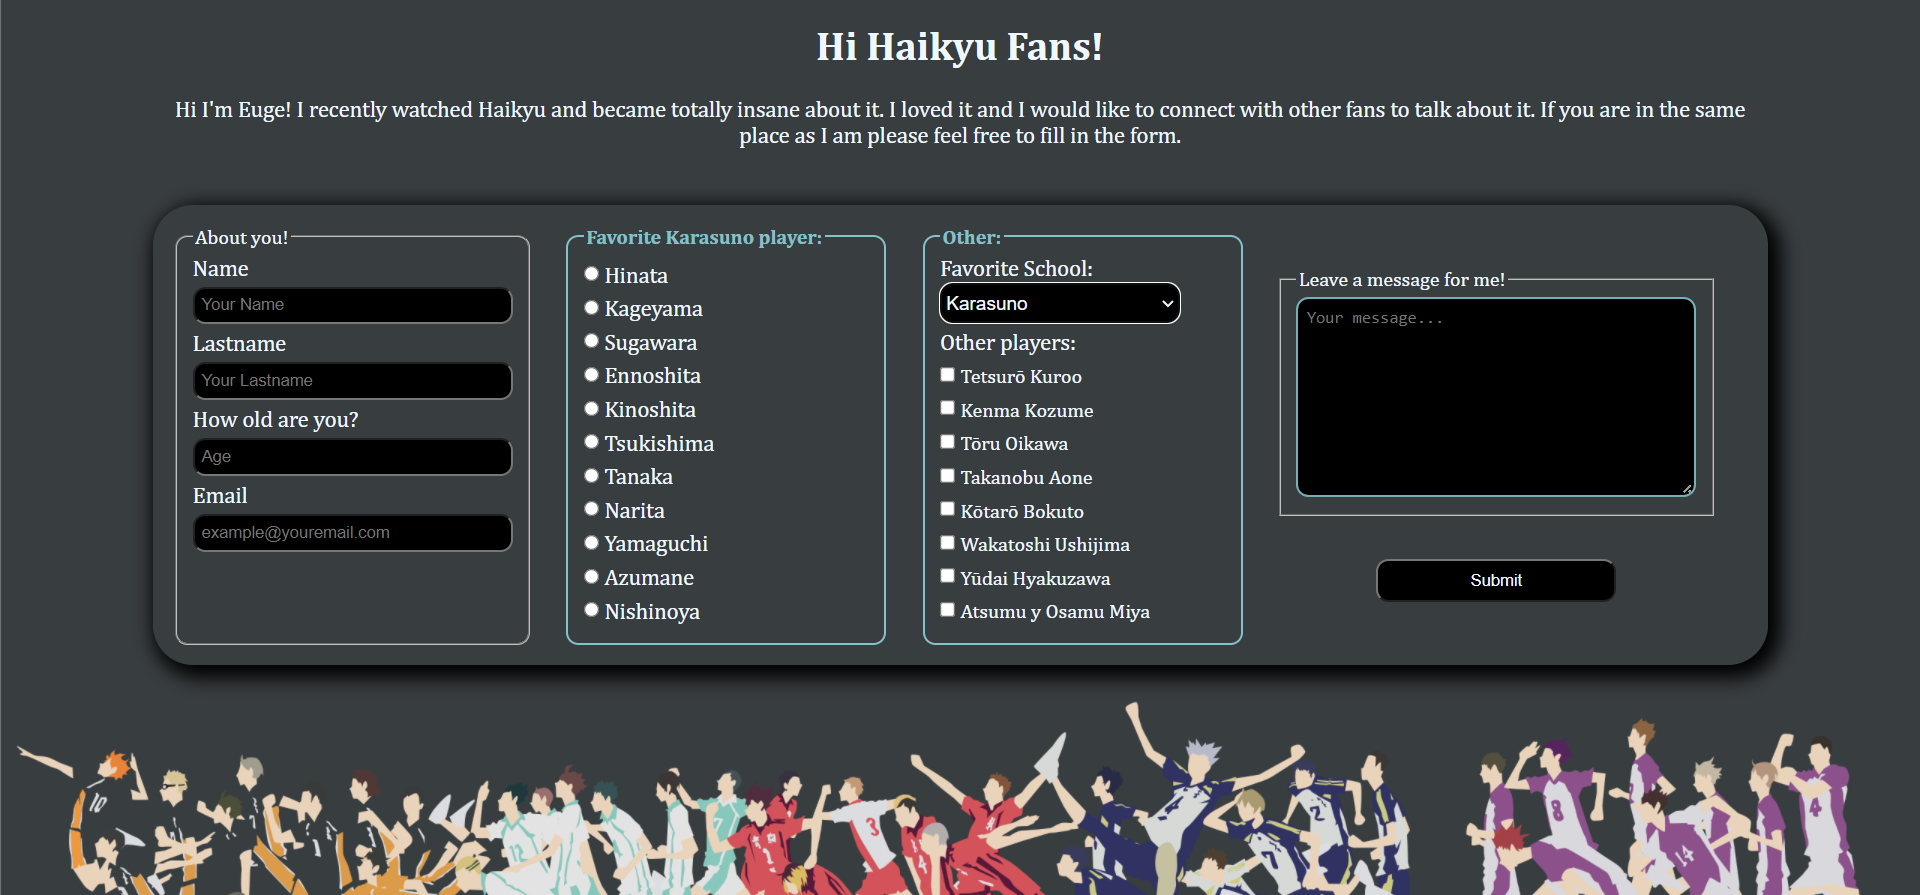 Hi Haikyu Fans!
Hi I'm Euge! I recently watched Haikyu and became totally insane about it. I loved it and I would like to connect with other fans to talk about it. If you are in the same
place as I am please feel free to fill in the form.
About you!
Name
Your Name
Lastname
Your Lastname
How old are you?
Age
Email
example@youremail.com
Favorite Karasuno player:
Hinata
Kageyama
Sugawara
Ennoshita
Kinoshita
Tsukishima
Tanaka
Narita
Yamaguchi
Azumane
Nishinoya
Other:
Favorite School:
Karasuno
Other players:
Tetsurō Kuroo
Kenma Kozume
Tōru Oikawa
Takanobu Aone
Kōtarō Bokuto
Wakatoshi Ushijima
Yūdai Hyakuzawa
Atsumu y Osamu Miya
Leave a message for me!
Your message...
Submit
10
3
2
7
8
14
4